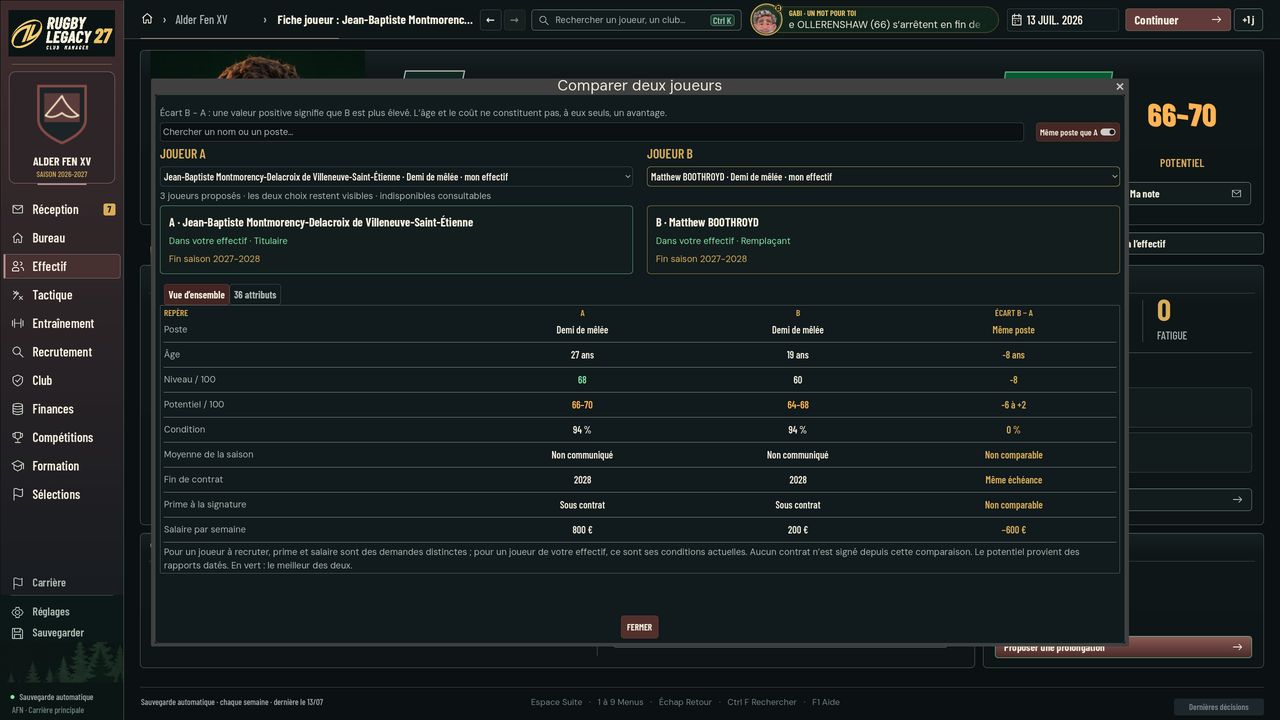 RUGBY
LEGACY 27
CLUB MANAGER
Alder Fen XV
Fiche joueur : Jean-Baptiste Montmorenc...
Rechercher un joueur, un club...
Ctrl K
GABI · UN MOT POUR TOI
e OLLERENSHAW (66) s'arrêtent en fin de
13 JUIL. 2026
Continuer
+1 j
ALDER FEN XV
SAISON 2026-2027
Réception
7
Bureau
Effectif
Tactique
Entraînement
Recrutement
Club
Finances
Compétitions
Formation
Sélections
Carrière
Réglages
Sauvegarder
Sauvegarde automatique
AFN · Carrière principale
66–70
POTENTIEL
Ma note
à l'effectif
0
FATIGUE
Proposer une prolongation
Comparer deux joueurs
Écart B − A : une valeur positive signifie que B est plus élevé. L'âge et le coût ne constituent pas, à eux seuls, un avantage.
Chercher un nom ou un poste…
Même poste que A
JOUEUR A
JOUEUR B
Jean-Baptiste Montmorency-Delacroix de Villeneuve-Saint-Étienne · Demi de mêlée · mon effectif
Matthew BOOTHROYD · Demi de mêlée · mon effectif
3 joueurs proposés · les deux choix restent visibles · indisponibles consultables
A · Jean-Baptiste Montmorency-Delacroix de Villeneuve-Saint-Étienne
Dans votre effectif · Titulaire
Fin saison 2027-2028
B · Matthew BOOTHROYD
Dans votre effectif · Remplaçant
Fin saison 2027-2028
Vue d'ensemble
36 attributs
REPÈRE A B ÉCART B − A
Poste Demi de mêlée Demi de mêlée Même poste
Âge 27 ans 19 ans -8 ans
Niveau / 100 68 60 -8
Potentiel / 100 66–70 64–68 -6 à +2
Condition 94 % 94 % 0 %
Moyenne de la saison Non communiqué Non communiqué Non comparable
Fin de contrat 2028 2028 Même échéance
Prime à la signature Sous contrat Sous contrat Non comparable
Salaire par semaine 800 € 200 € −600 €
Pour un joueur à recruter, prime et salaire sont des demandes distinctes ; pour un joueur de votre effectif, ce sont ses conditions actuelles. Aucun contrat n'est signé depuis cette comparaison. Le potentiel provient des
rapports datés. En vert : le meilleur des deux.
FERMER
Sauvegarde automatique · chaque semaine · dernière le 13/07
Espace Suite · 1 à 9 Menus · Échap Retour · Ctrl F Rechercher · F1 Aide
Dernières décisions